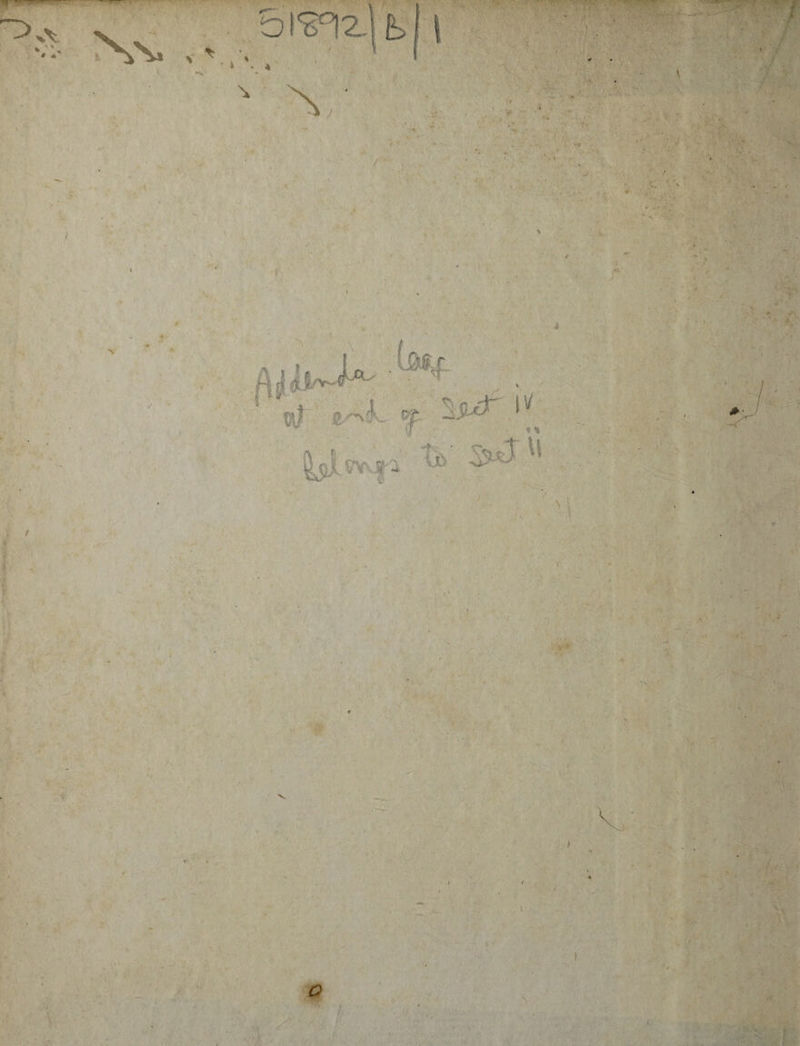 51892|B|1
Addenda leaf
at end of Sect iv
Belongs to Sect ii